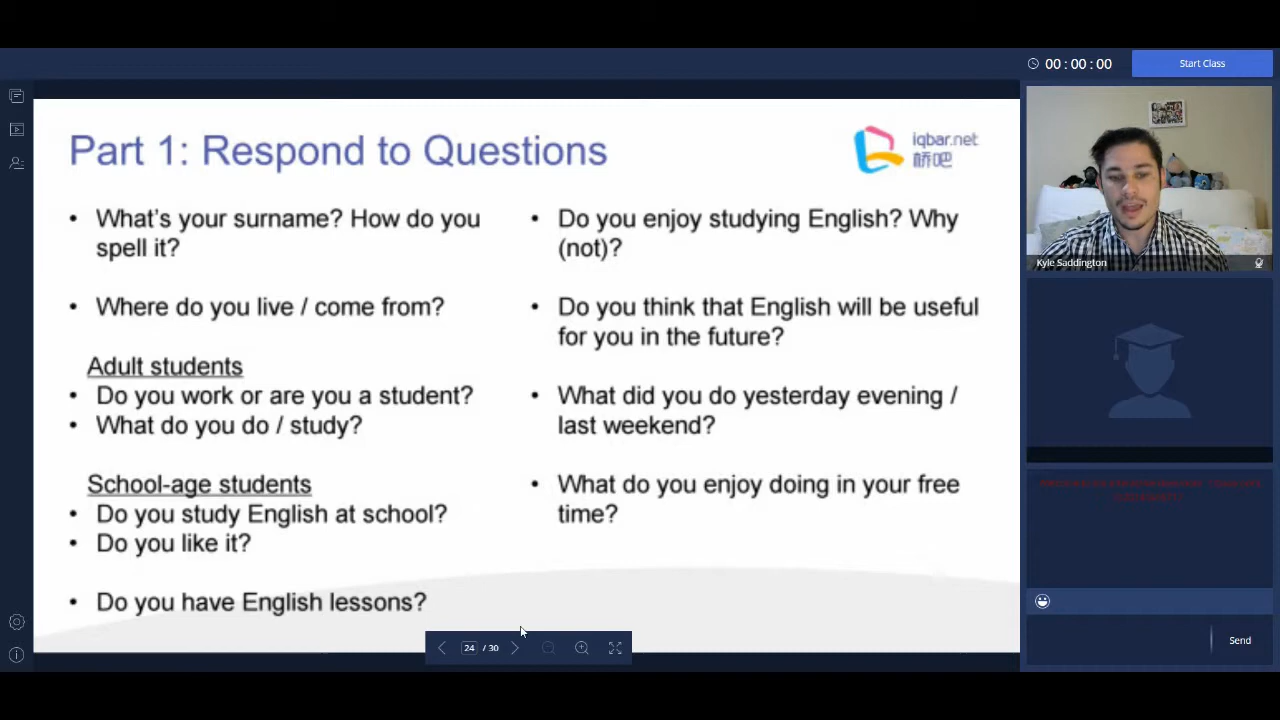 00:00:00
Start Class
Part 1: Respond to Questions
iqbar.net
桥吧
• What's your surname? How do you
spell it?
• Where do you live / come from?
Adult students
• Do you work or are you a student?
• What do you do / study?
School-age students
• Do you study English at school?
• Do you like it?
• Do you have English lessons?
• Do you enjoy studying English? Why
(not)?
• Do you think that English will be useful
for you in the future?
• What did you do yesterday evening /
last weekend?
• What do you enjoy doing in your free
time?
Kyle Saddington
24 / 30
Send